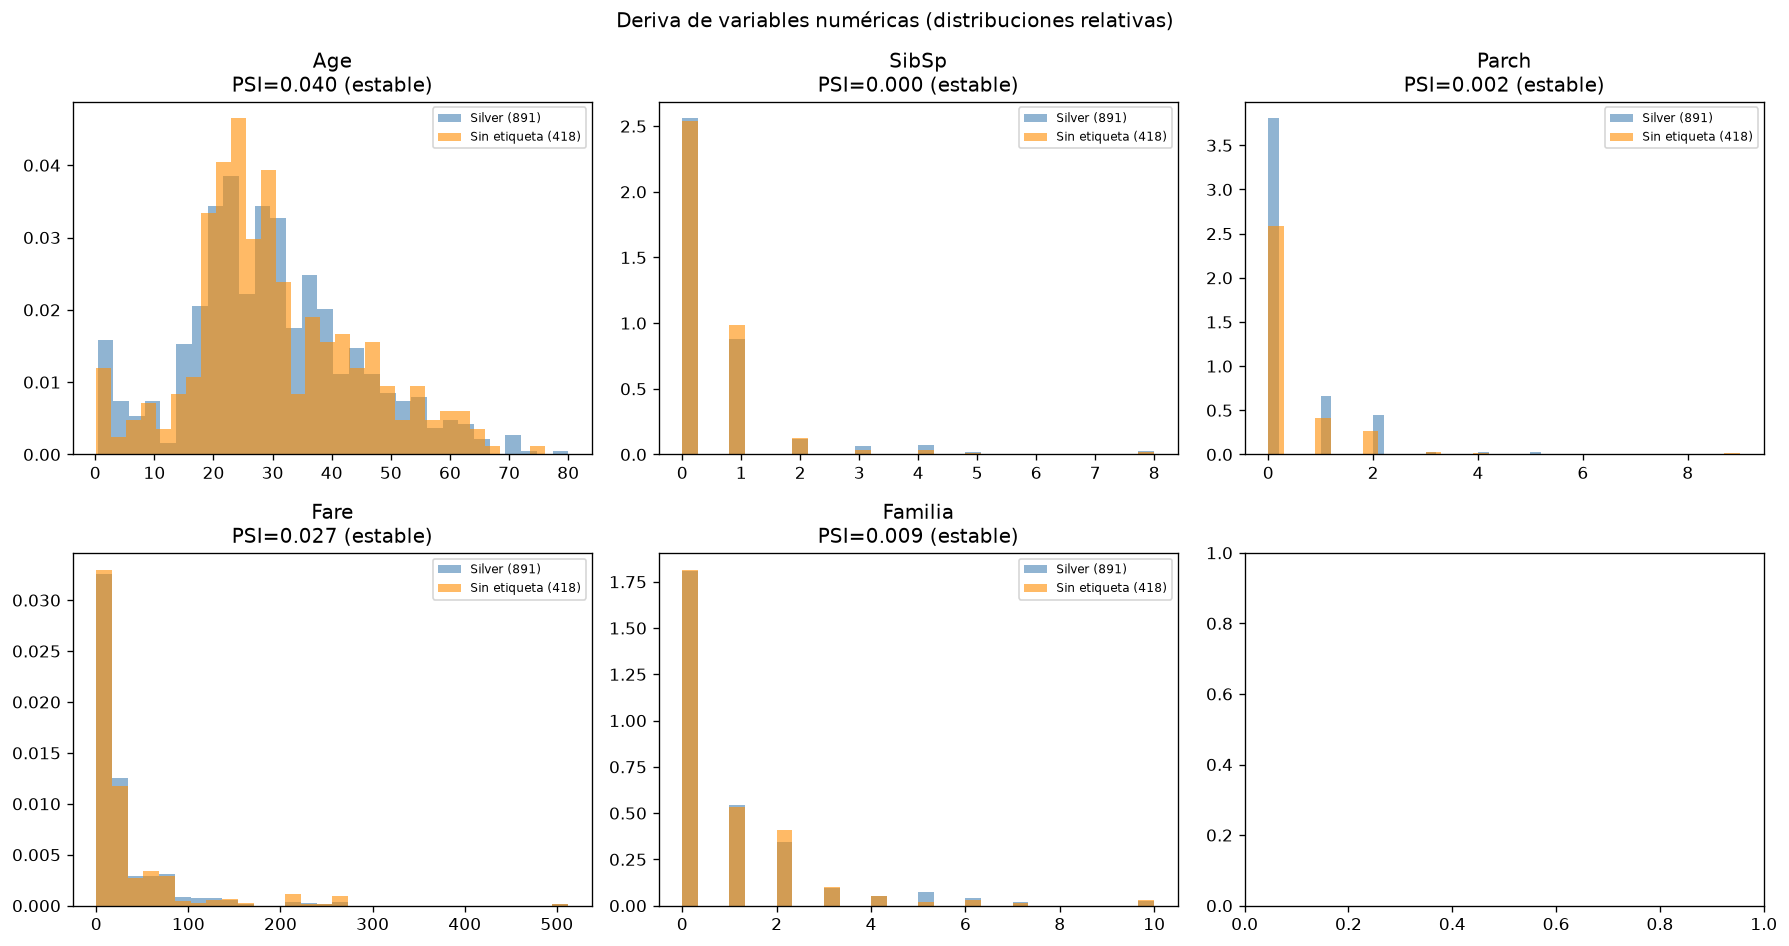 Deriva de variables numéricas (distribuciones relativas)
Age
PSI=0.040 (estable)
Silver (891)
Sin etiqueta (418)
0.04
0.03
0.02
0.01
0.00
0 10 20 30 40 50 60 70 80
SibSp
PSI=0.000 (estable)
Silver (891)
Sin etiqueta (418)
2.5
2.0
1.5
1.0
0.5
0.0
0 1 2 3 4 5 6 7 8
Parch
PSI=0.002 (estable)
Silver (891)
Sin etiqueta (418)
3.5
3.0
2.5
2.0
1.5
1.0
0.5
0.0
0 2 4 6 8
Fare
PSI=0.027 (estable)
Silver (891)
Sin etiqueta (418)
0.030
0.025
0.020
0.015
0.010
0.005
0.000
0 100 200 300 400 500
Familia
PSI=0.009 (estable)
Silver (891)
Sin etiqueta (418)
1.75
1.50
1.25
1.00
0.75
0.50
0.25
0.00
0 2 4 6 8 10
1.0
0.8
0.6
0.4
0.2
0.0
0.0 0.2 0.4 0.6 0.8 1.0